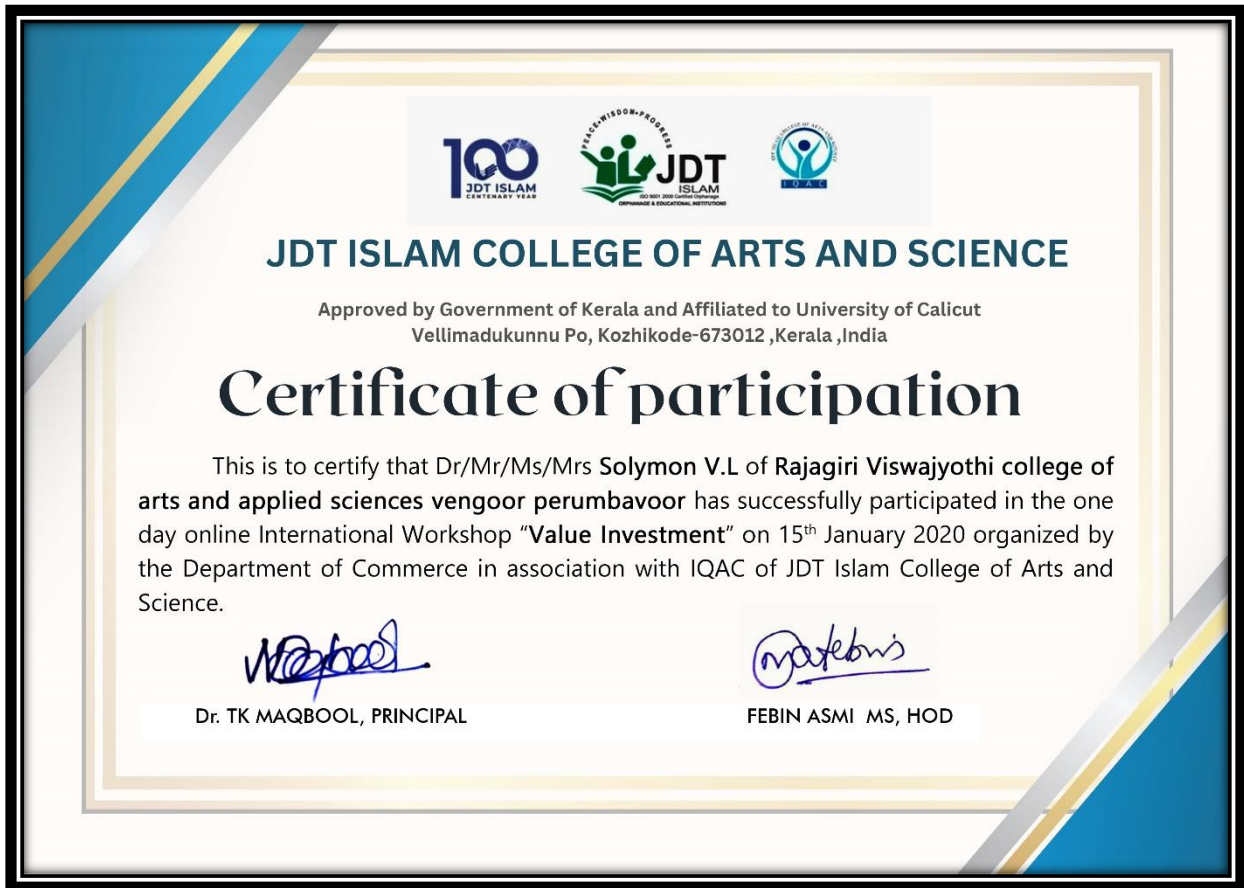 PEACE•WISDOM•PROGRESS
100
JDT ISLAM
CENTENARY YEAR
JDT
ISLAM
ISO 9001 2000 Certified Orphanage
ORPHANAGE & EDUCATIONAL INSTITUTIONS
IQAC
JDT ISLAM COLLEGE OF ARTS AND SCIENCE
Approved by Government of Kerala and Affiliated to University of Calicut
Vellimadukunnu Po, Kozhikode-673012 ,Kerala ,India
Certificate of participation
This is to certify that Dr/Mr/Ms/Mrs Solymon V.L of Rajagiri Viswajyothi college of
arts and applied sciences vengoor perumbavoor has successfully participated in the one
day online International Workshop “Value Investment” on 15th January 2020 organized by
the Department of Commerce in association with IQAC of JDT Islam College of Arts and
Science.
Dr. TK MAQBOOL, PRINCIPAL
FEBIN ASMI MS, HOD